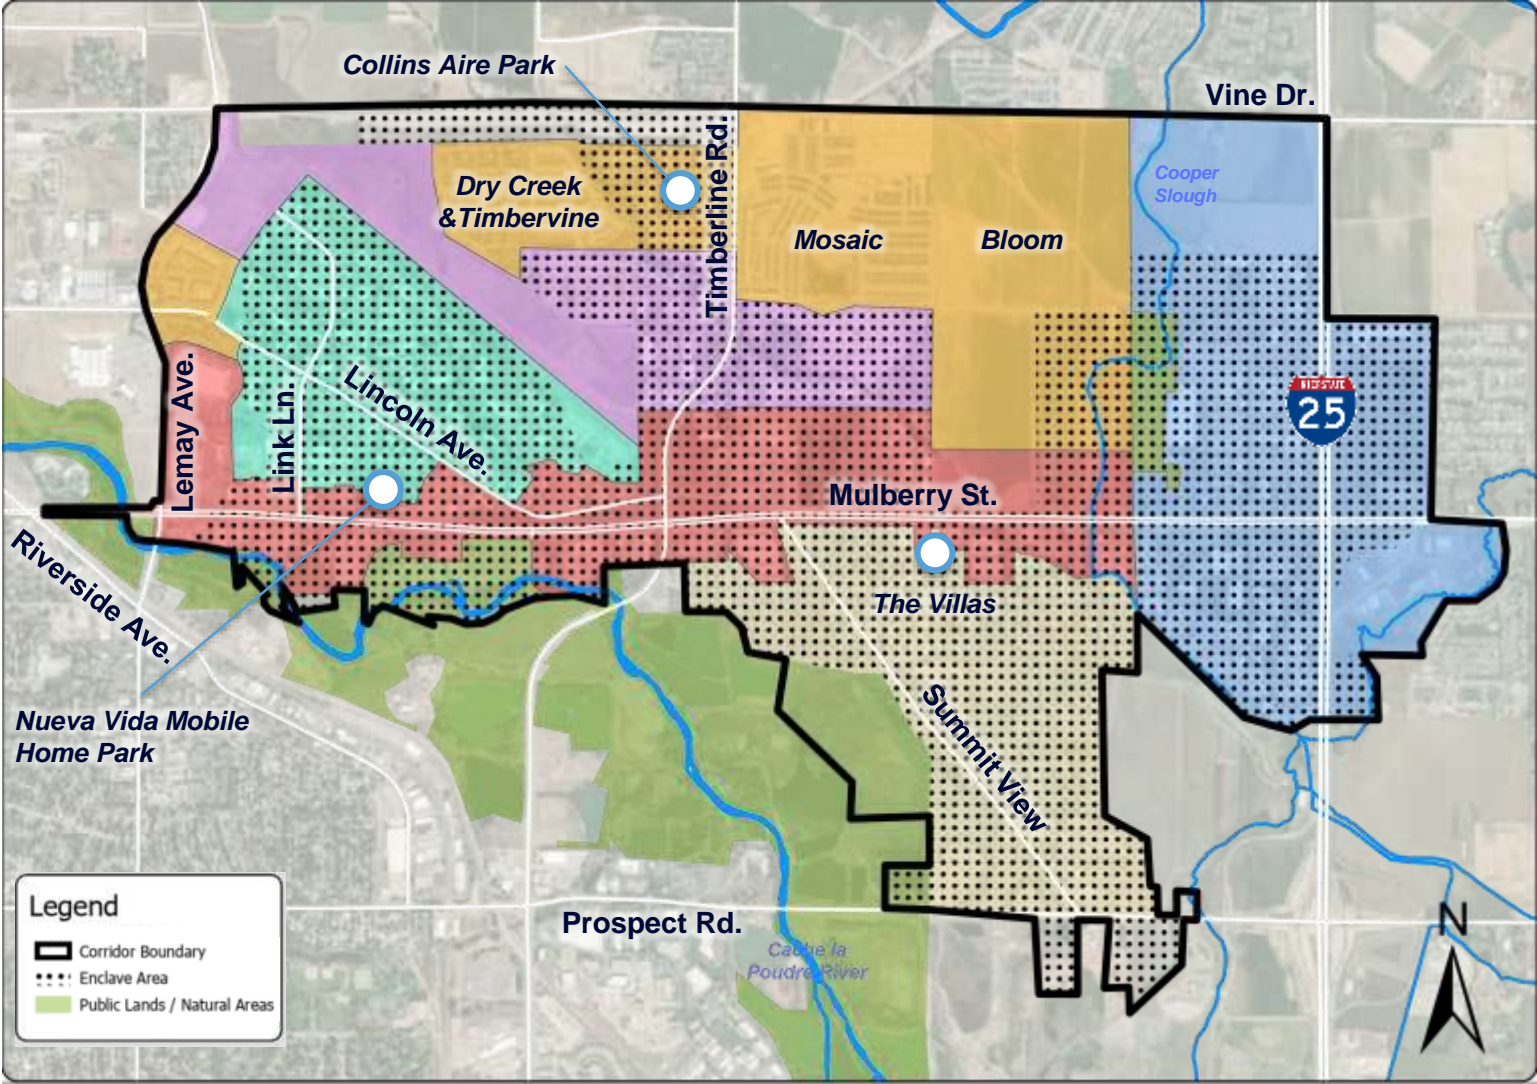 Collins Aire Park
Vine Dr.
Timberline Rd.
Cooper
Slough
Dry Creek
&Timbervine
Mosaic
Bloom
Lemay Ave.
Link Ln.
Lincoln Ave.
INTERSTATE
25
Mulberry St.
Riverside Ave.
The Villas
Summit View
Nueva Vida Mobile
Home Park
Prospect Rd.
Cache la
Poudre River
Legend
Corridor Boundary
Enclave Area
Public Lands / Natural Areas
N